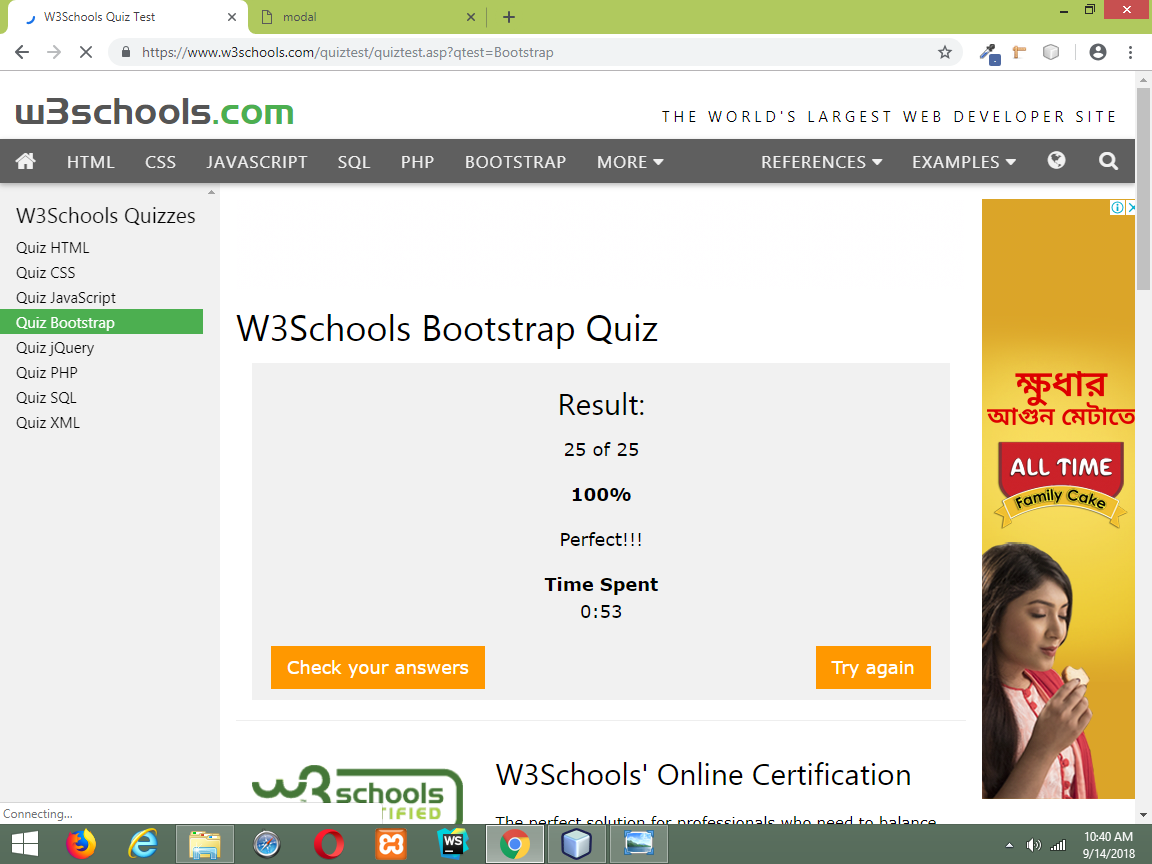 W3Schools Quiz Test
modal
https://www.w3schools.com/quiztest/quiztest.asp?qtest=Bootstrap
w3schools.com
THE WORLD'S LARGEST WEB DEVELOPER SITE
HTML CSS JAVASCRIPT SQL PHP BOOTSTRAP MORE REFERENCES EXAMPLES
W3Schools Quizzes
Quiz HTML
Quiz CSS
Quiz JavaScript
Quiz Bootstrap
Quiz jQuery
Quiz PHP
Quiz SQL
Quiz XML
W3Schools Bootstrap Quiz
Result:
25 of 25
100%
Perfect!!!
Time Spent
0:53
Check your answers
Try again
w3schools
CERTIFIED
W3Schools' Online Certification
The perfect solution for professionals who need to balance
ক্ষুধার
আগুন মেটাতে
ALL TIME
Family Cake
Connecting...
WS
10:40 AM
9/14/2018